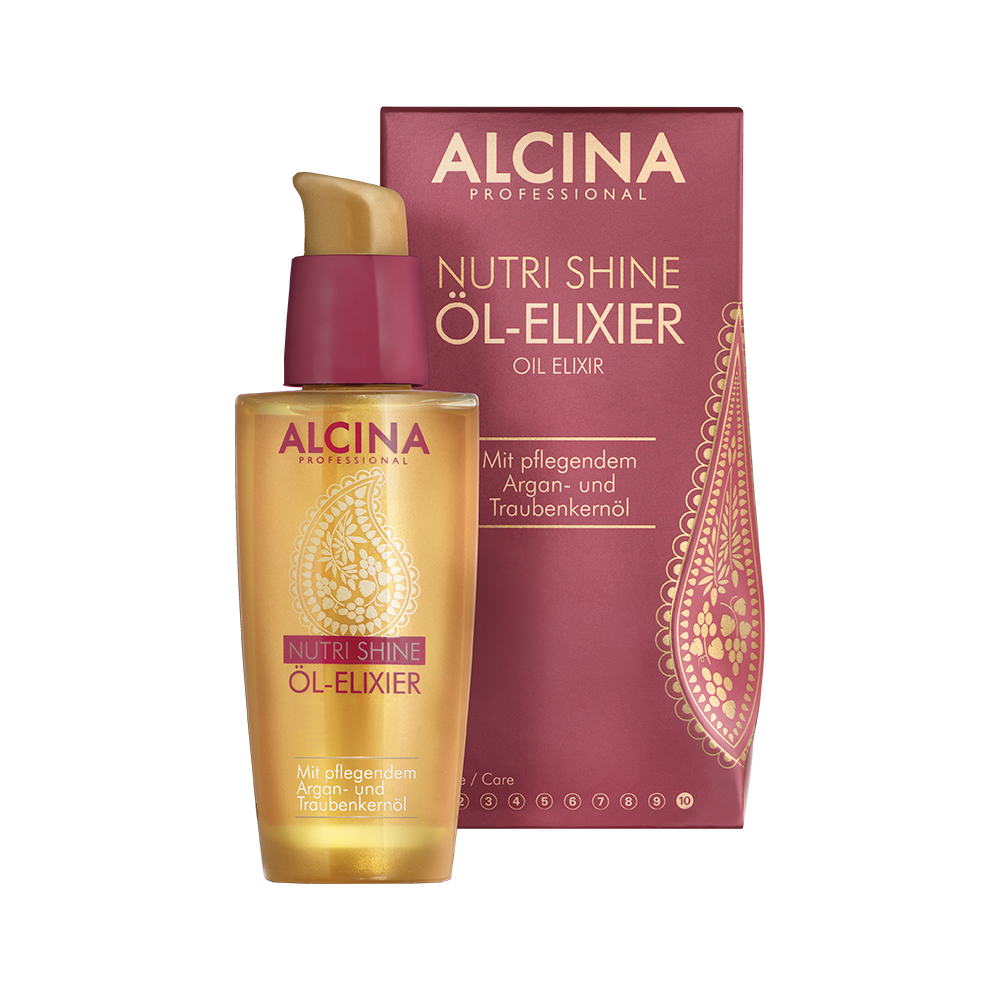 ALCINA
PROFESSIONAL
NUTRI SHINE
ÖL-ELIXIER
OIL ELIXIR
Mit pflegendem
Argan- und
Traubenkernöl
/ Care
2 3 4 5 6 7 8 9 10
ALCINA
PROFESSIONAL
NUTRI SHINE
ÖL-ELIXIER
Mit pflegendem
Argan- und
Traubenkernöl